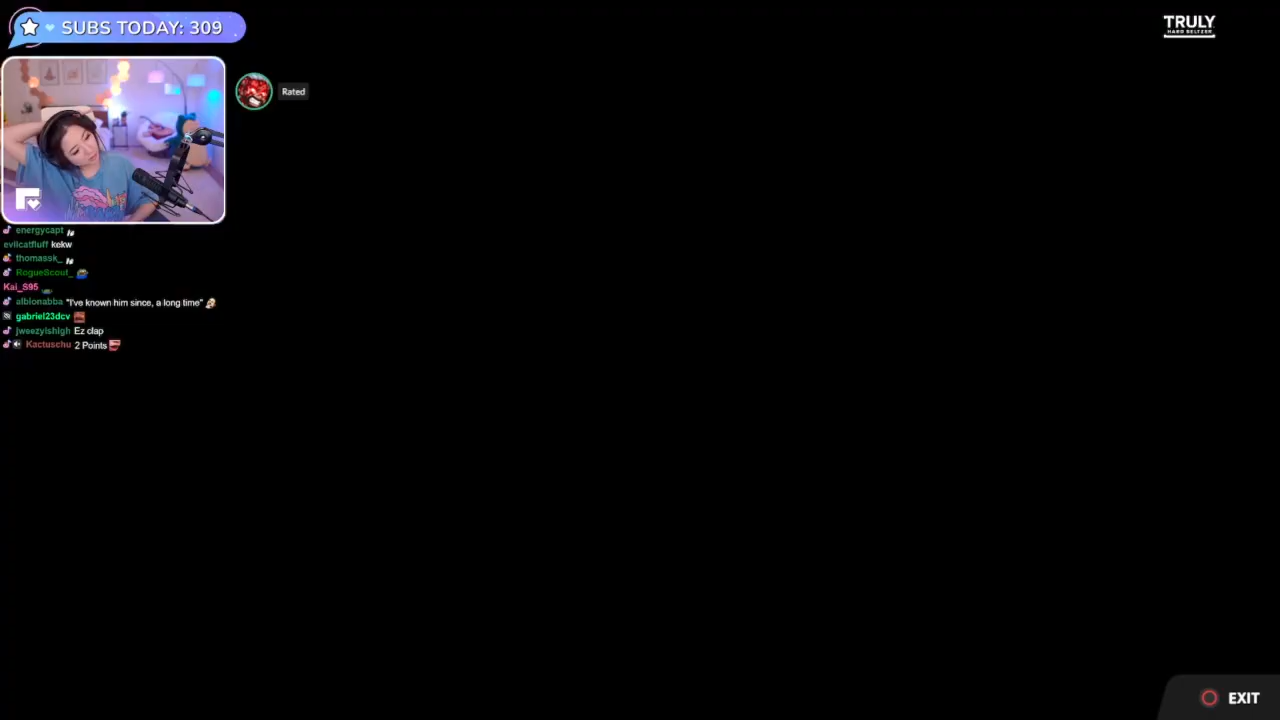 SUBS TODAY: 309
TRULY
HARD SELTZER
Rated
energycapt
evilcatfluff kekw
thomassk_
RogueScout_
Kai_S95
albionabba "I've known him since, a long time"
gabriel23dcv
jweezyishigh Ez clap
Kactuschu 2 Points
EXIT